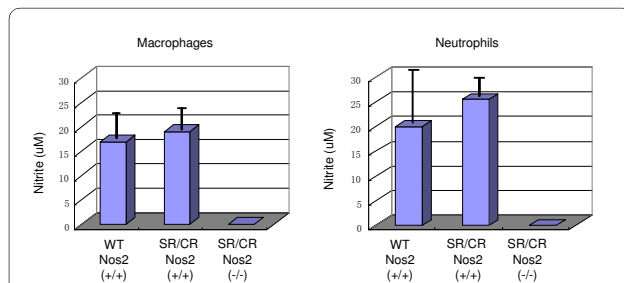 Macrophages
Nitrite (uM)
30
25
20
15
10
5
0
WT
Nos2
(+/+)
SR/CR
Nos2
(+/+)
SR/CR
Nos2
(-/-)
Neutrophils
Nitrite (uM)
30
25
20
15
10
5
0
WT
Nos2
(+/+)
SR/CR
Nos2
(+/+)
SR/CR
Nos2
(-/-)